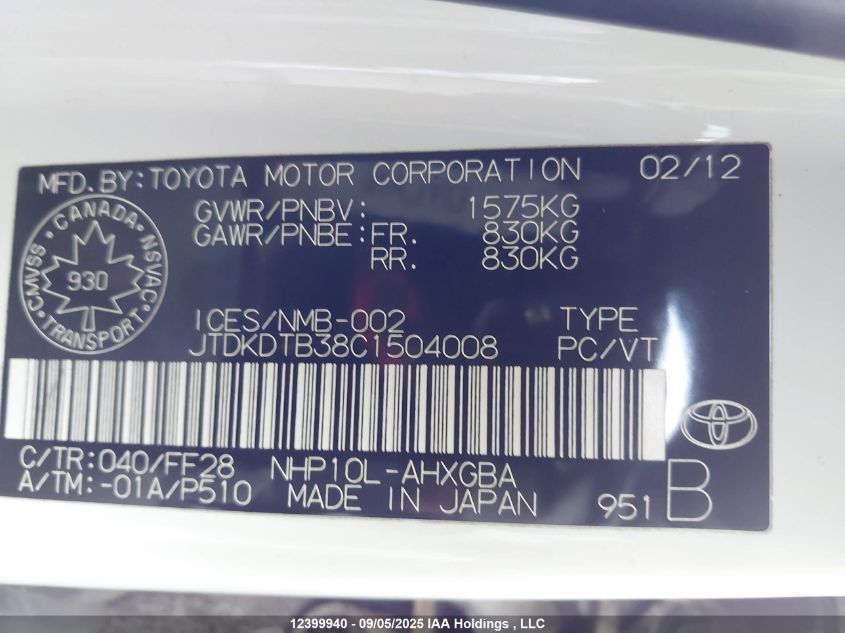 MFD.BY:TOYOTA MOTOR CORPORATION 02/12
GVWR/PNBV: 1575KG
GAWR/PNBE:FR. 830KG
RR. 830KG
CANADA
CMVSS NSVAC
930
TRANSPORT
ICES/NMB-002 TYPE
JTDKDTB38C1504008 PC/VT
C/TR:040/FF28 NHP10L-AHXGBA
A/TM:-01A/P510 MADE IN JAPAN 951 B
12399940 - 09/05/2025 IAA Holdings, LLC